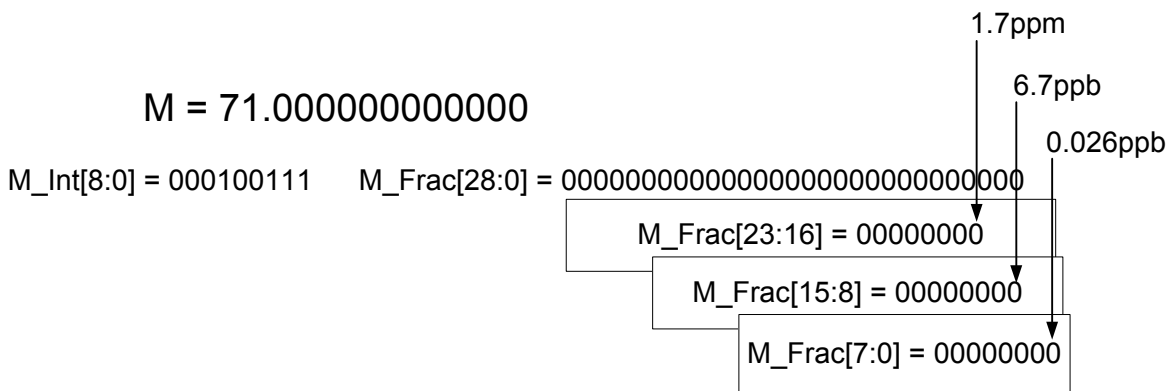 1.7ppm
6.7ppb
M = 71.000000000000
0.026ppb
M_Int[8:0] = 000100111 M_Frac[28:0] = 00000000000000000000000000000
M_Frac[23:16] = 00000000
M_Frac[15:8] = 00000000
M_Frac[7:0] = 00000000